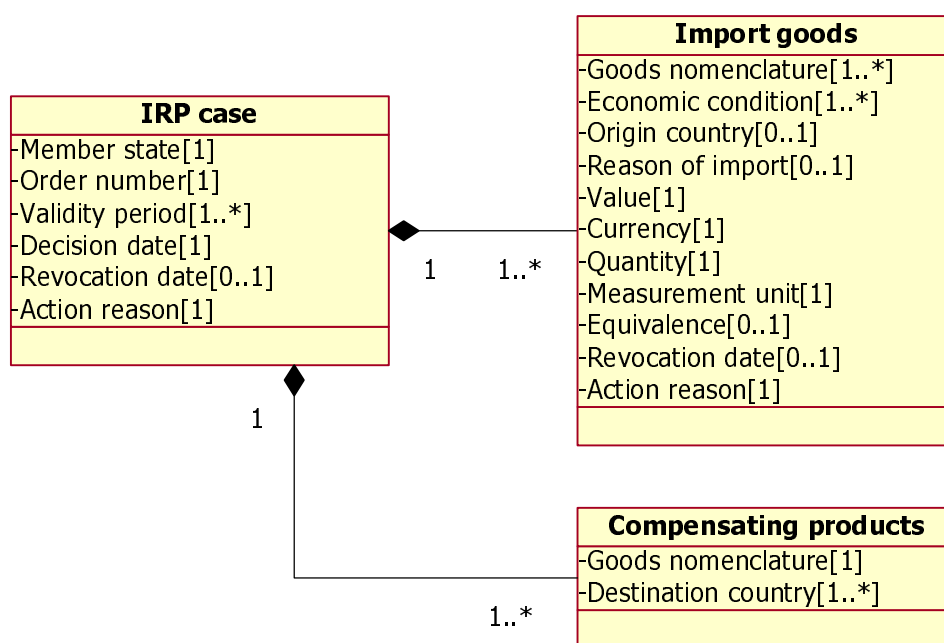 IRP case
-Member state[1]
-Order number[1]
-Validity period[1..*]
-Decision date[1]
-Revocation date[0..1]
-Action reason[1]
1
1..*
1
1..*
Import goods
-Goods nomenclature[1..*]
-Economic condition[1..*]
-Origin country[0..1]
-Reason of import[0..1]
-Value[1]
-Currency[1]
-Quantity[1]
-Measurement unit[1]
-Equivalence[0..1]
-Revocation date[0..1]
-Action reason[1]
Compensating products
-Goods nomenclature[1]
-Destination country[1..*]